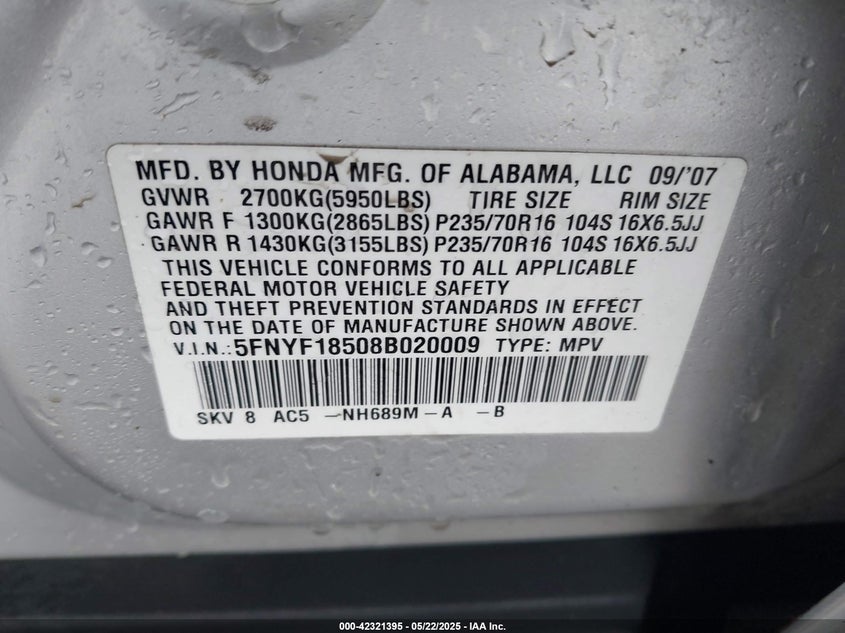 MFD. BY HONDA MFG. OF ALABAMA, LLC 09/'07
GVWR 2700KG(5950LBS) TIRE SIZE RIM SIZE
GAWR F 1300KG(2865LBS) P235/70R16 104S 16X6.5JJ
GAWR R 1430KG(3155LBS) P235/70R16 104S 16X6.5JJ
THIS VEHICLE CONFORMS TO ALL APPLICABLE
FEDERAL MOTOR VEHICLE SAFETY
AND THEFT PREVENTION STANDARDS IN EFFECT
ON THE DATE OF MANUFACTURE SHOWN ABOVE.
V.I.N.: 5FNYF18508B020009 TYPE: MPV
SKV 8 AC5 -NH689M-A -B
000-42321395 - 05/22/2025 - IAA Inc.